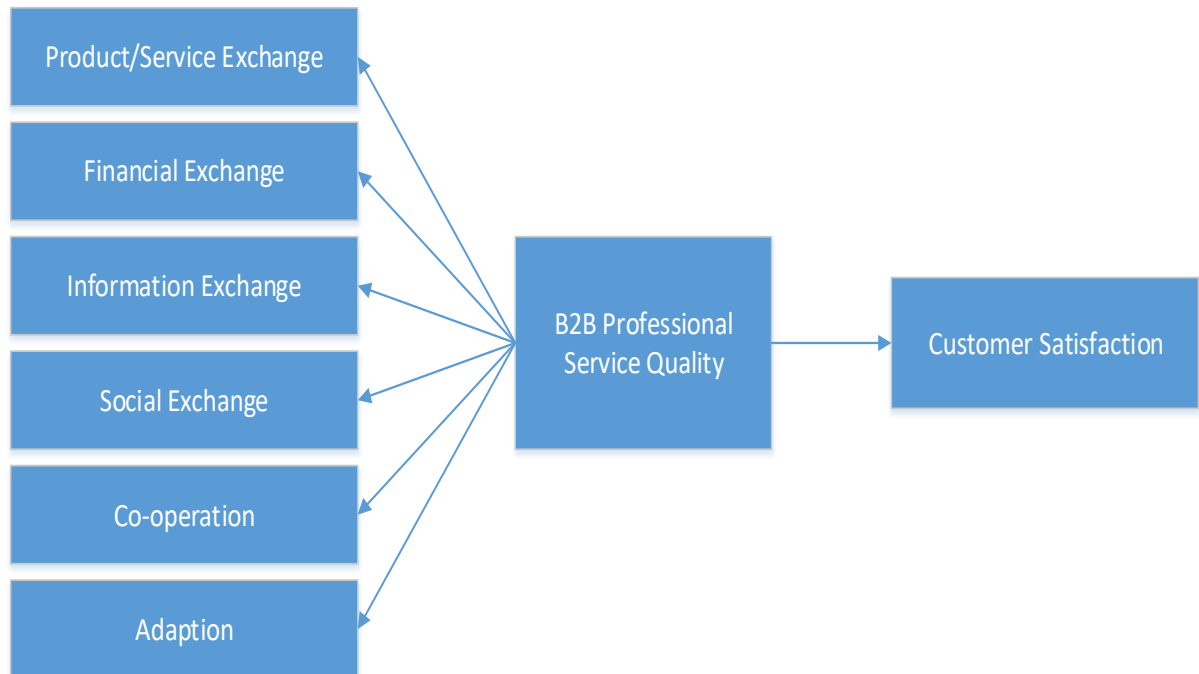 Product/Service Exchange
Financial Exchange
Information Exchange
Social Exchange
Co-operation
Adaption
B2B Professional
Service Quality
Customer Satisfaction